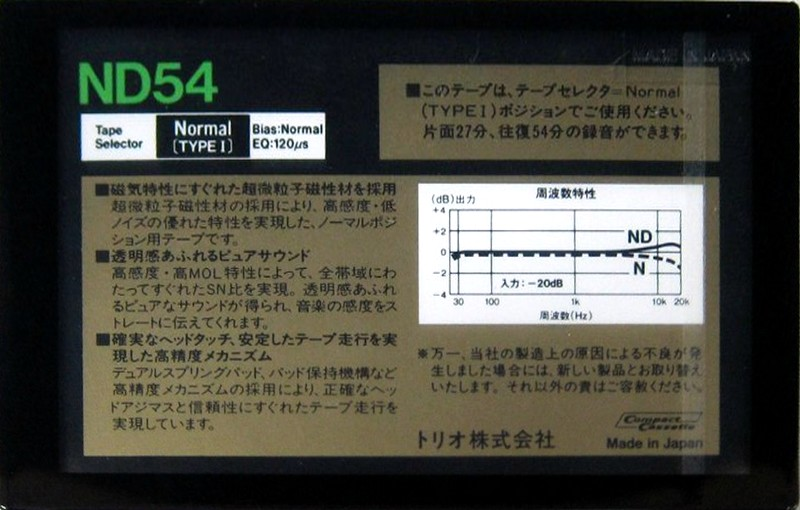 ND54
Tape
Selector
Normal
(TYPE I)
Bias:Normal
EQ:120μs
■このテープは、テープセレクタ=Normal
(TYPE I)ポジションでご使用ください。
片面27分、往復54分の録音ができます。
■磁気特性にすぐれた超微粒子磁性材を採用
超微粒子磁性材の採用により、高感度・低
ノイズの優れた特性を実現した、ノーマルポジ
ション用テープです。
■透明感あふれるピュアサウンド
高感度・高MOL特性によって、全帯域にわ
たってすぐれたSN比を実現。透明感あふれ
るピュアなサウンドが得られ、音楽の感度をス
トレートに伝えてくれます。
■確実なヘッドタッチ、安定したテープ走行を実
現した高精度メカニズム
デュアルスプリングパッド、パッド保持機構など
高精度メカニズムの採用により、正確なヘッ
ドアジマスと信頼性にすぐれたテープ走行を
実現しています。
周波数特性
(dB)出力
+4
+2
0
−2
−4
ND
N
入力：−20dB
30 100 1k 10k 20k
周波数(Hz)
※万一、当社の製造上の原因による不良が発
生しました場合には、新しい製品とお取り替え
いたします。それ以外の責はご容赦ください。
トリオ株式会社
Compact
Cassette
Made in Japan